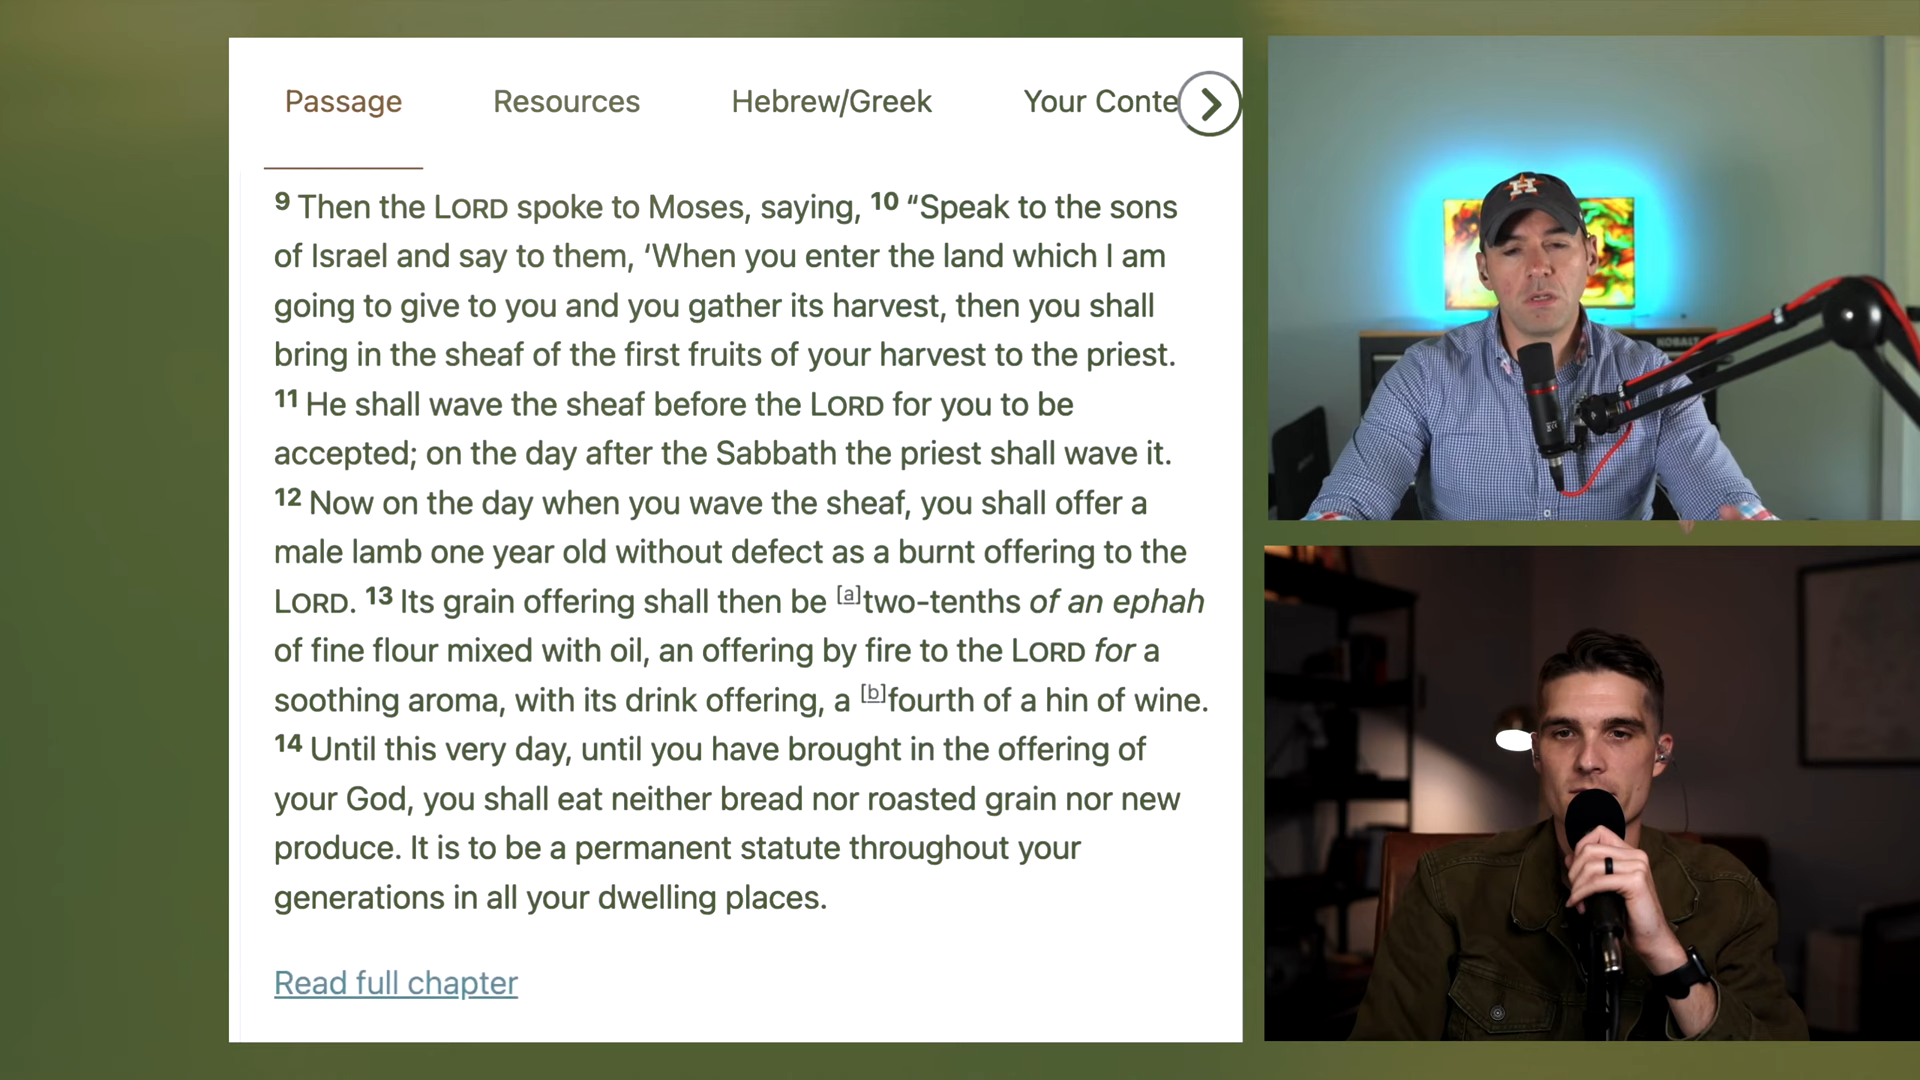 Passage Resources Hebrew/Greek Your Conte
9 Then the LORD spoke to Moses, saying, 10 “Speak to the sons
of Israel and say to them, ‘When you enter the land which I am
going to give to you and you gather its harvest, then you shall
bring in the sheaf of the first fruits of your harvest to the priest.
11 He shall wave the sheaf before the LORD for you to be
accepted; on the day after the Sabbath the priest shall wave it.
12 Now on the day when you wave the sheaf, you shall offer a
male lamb one year old without defect as a burnt offering to the
LORD. 13 Its grain offering shall then be [a]two-tenths of an ephah
of fine flour mixed with oil, an offering by fire to the LORD for a
soothing aroma, with its drink offering, a [b]fourth of a hin of wine.
14 Until this very day, until you have brought in the offering of
your God, you shall eat neither bread nor roasted grain nor new
produce. It is to be a permanent statute throughout your
generations in all your dwelling places.
Read full chapter
H
KOBALT